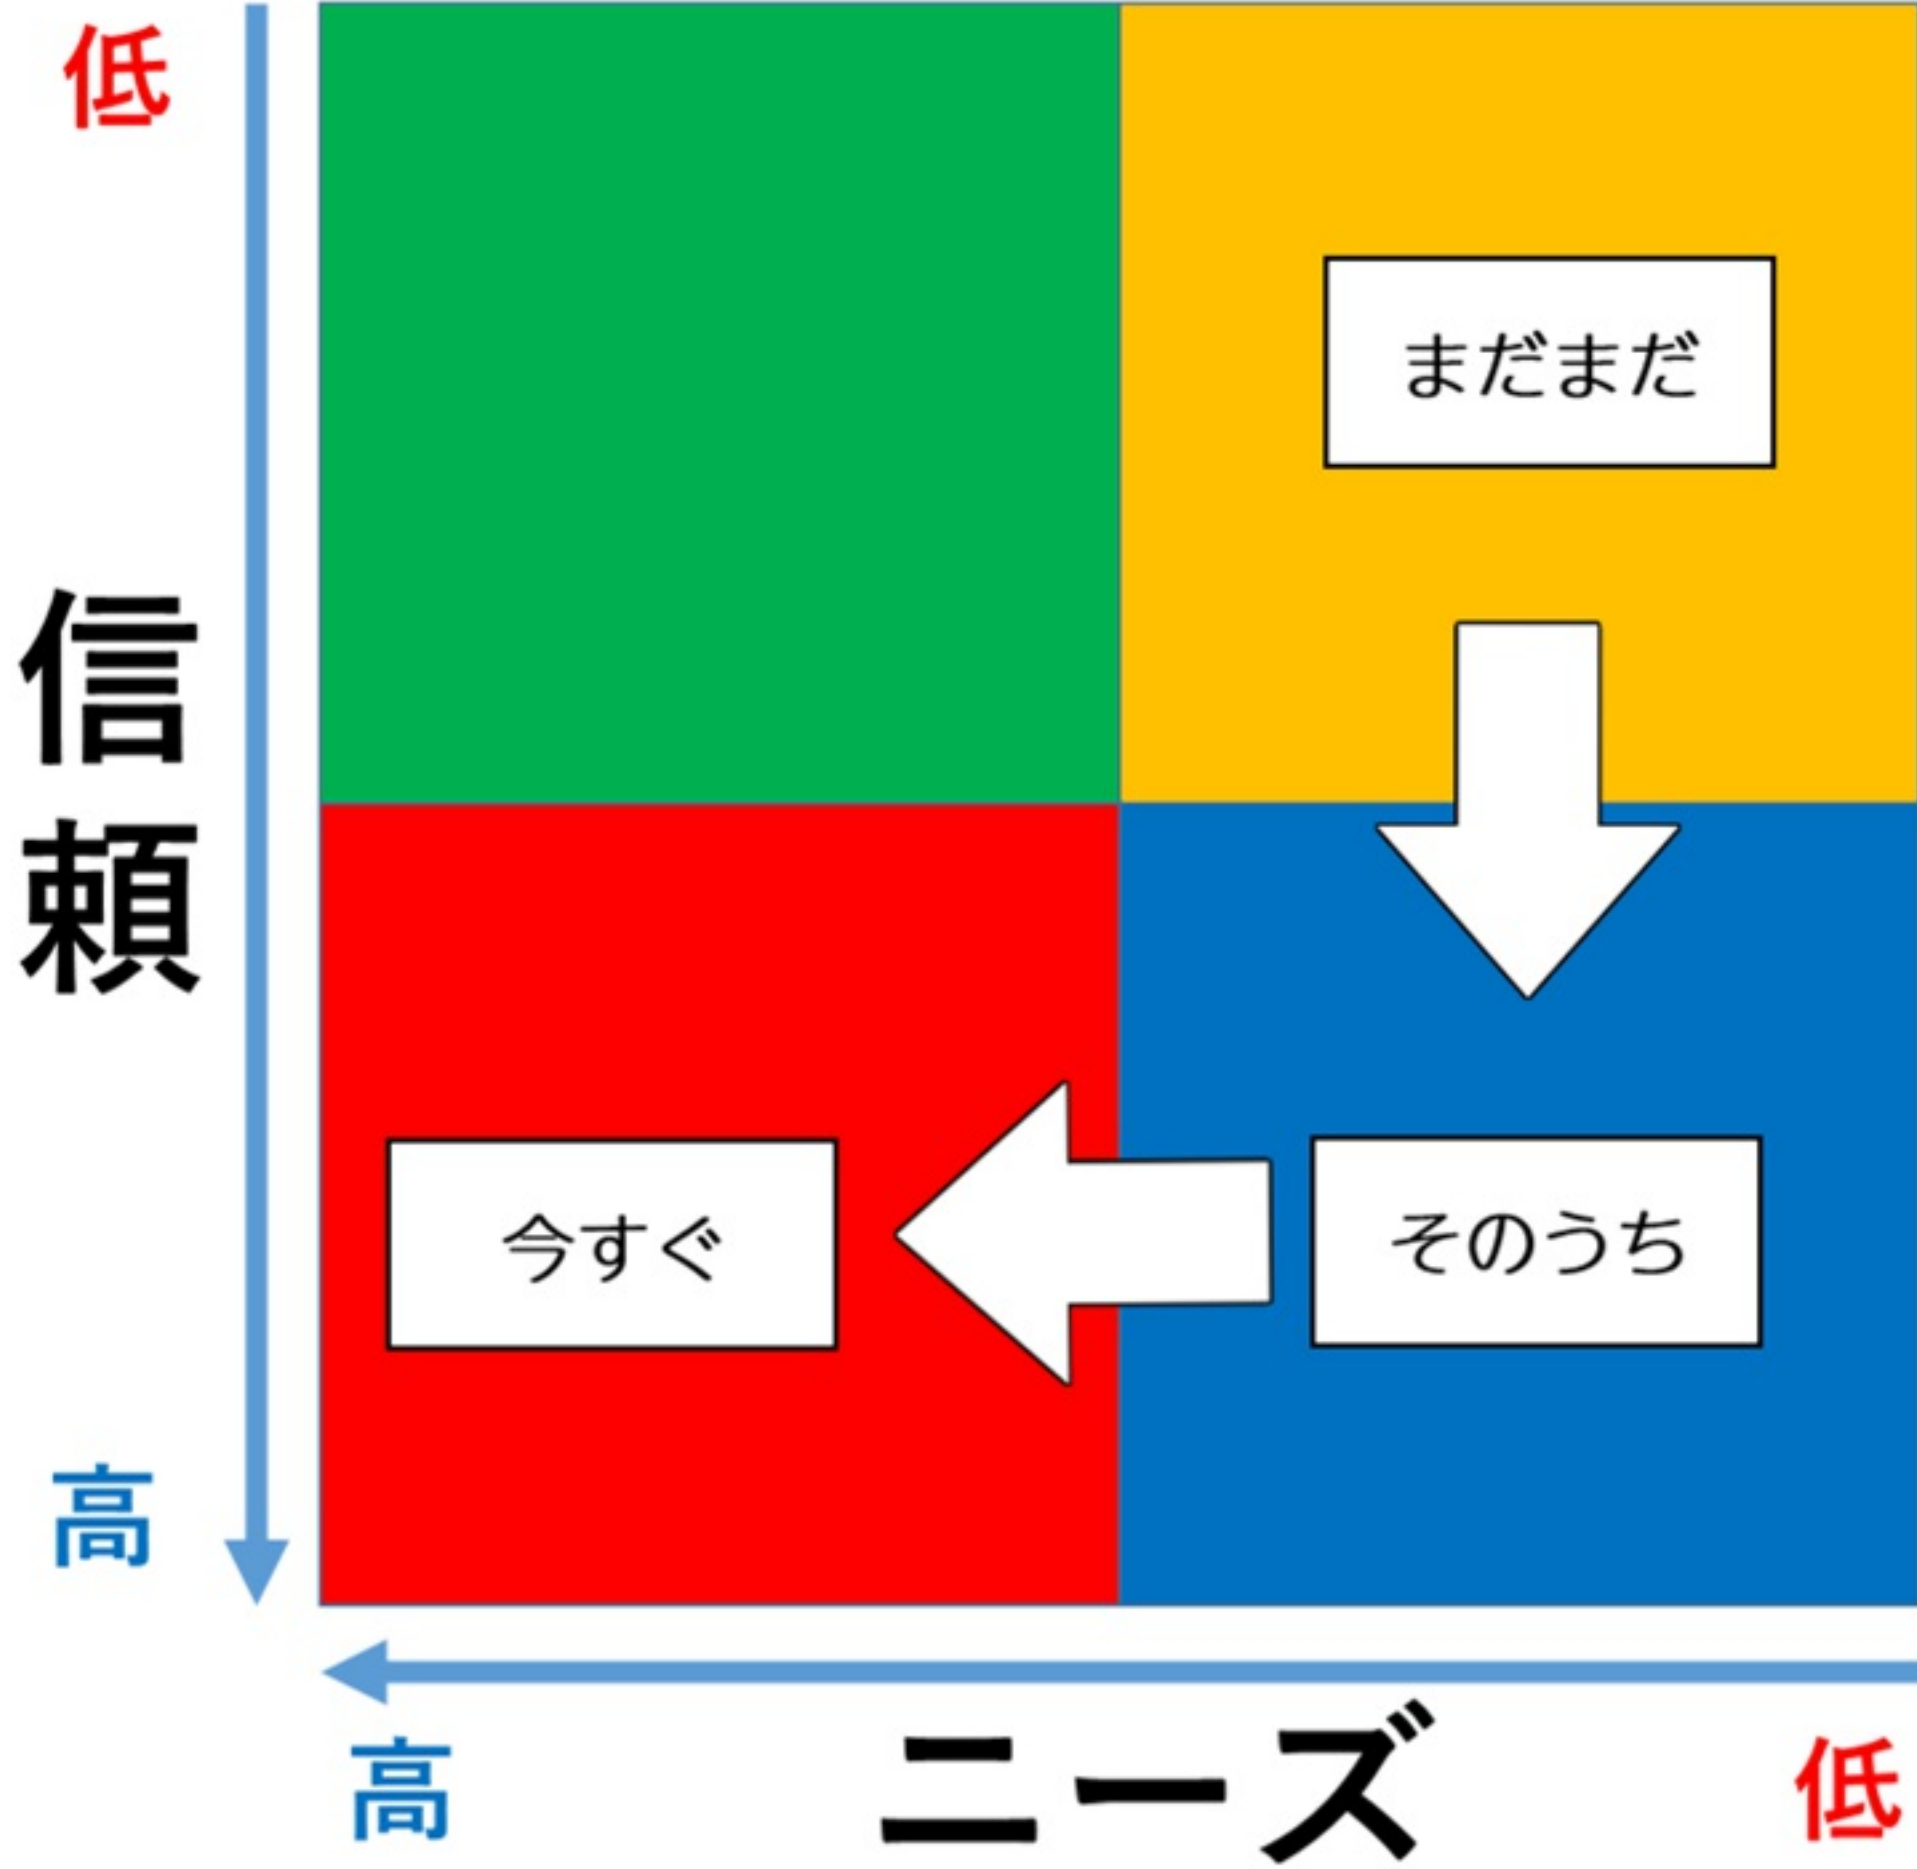 低
まだまだ
信頼
今すぐ
そのうち
高
高
ニーズ
低